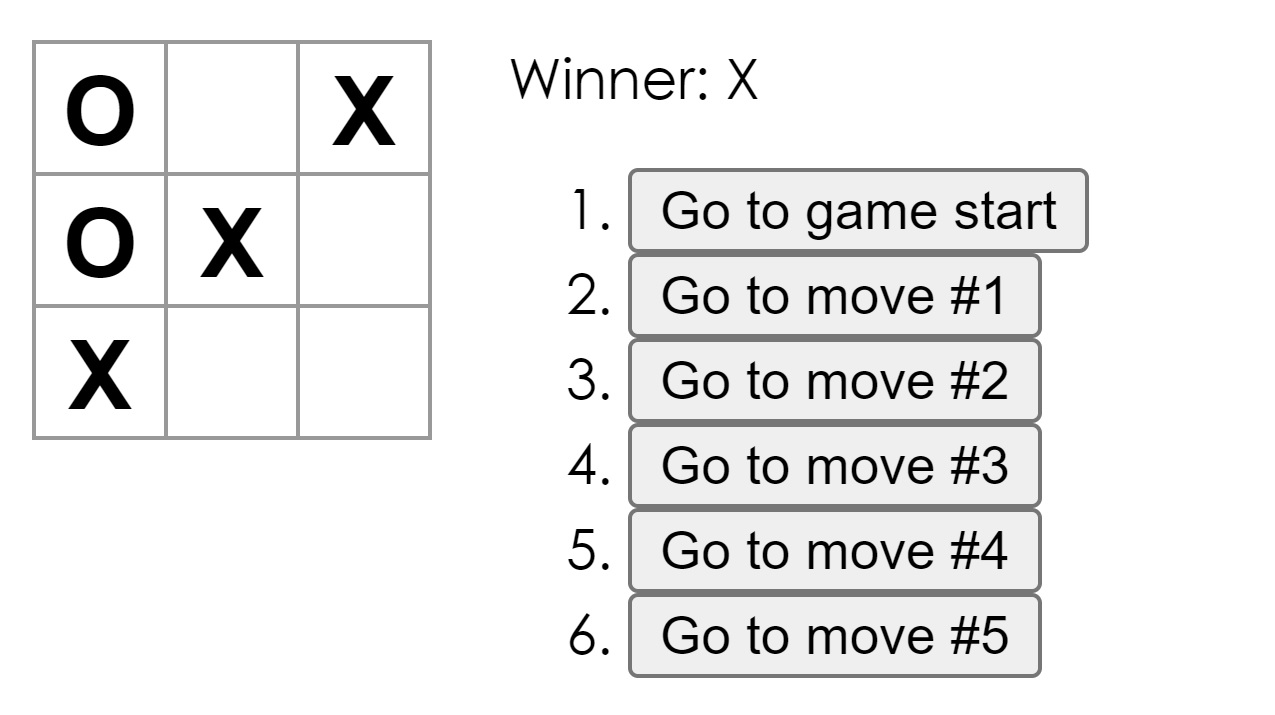 O X
O X
X
Winner: X
1. Go to game start
2. Go to move #1
3. Go to move #2
4. Go to move #3
5. Go to move #4
6. Go to move #5